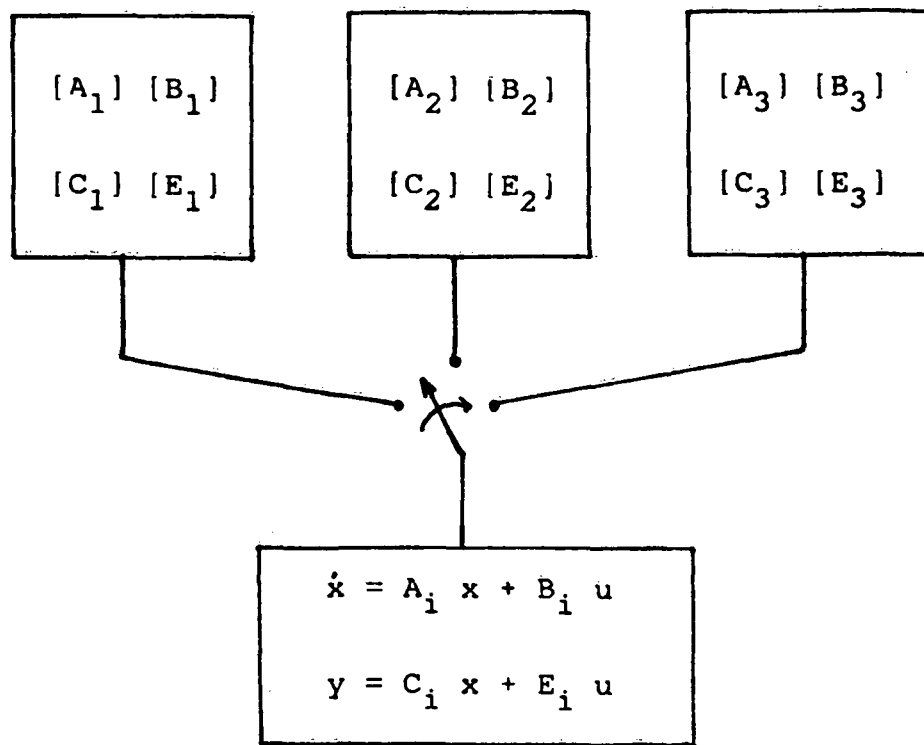 [A₁] [B₁]
[C₁] [E₁]
[A₂] [B₂]
[C₂] [E₂]
[A₃] [B₃]
[C₃] [E₃]
ẋ = Aᵢ x + Bᵢ u
y = Cᵢ x + Eᵢ u